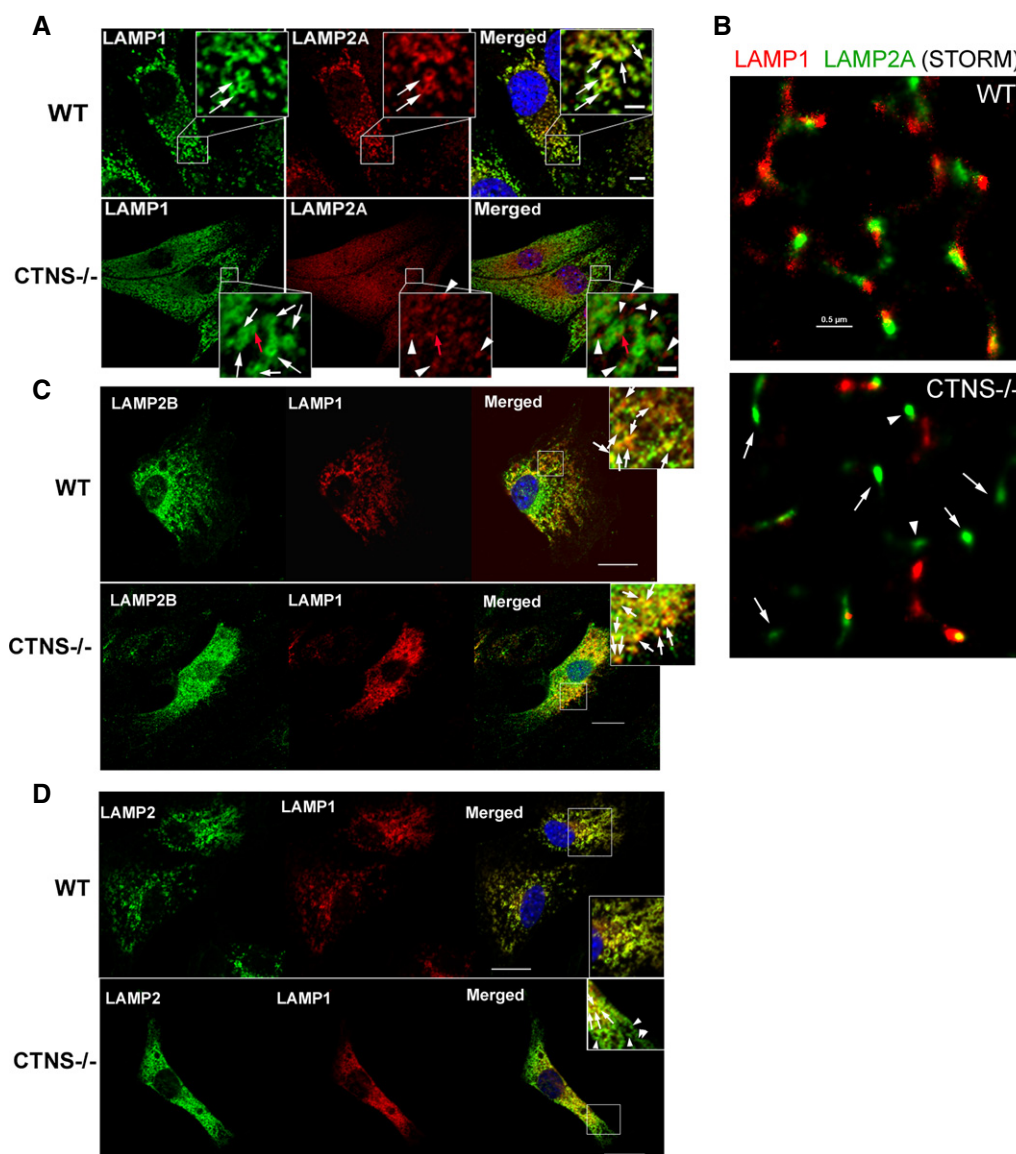 A
LAMP1 LAMP2A Merged
WT
LAMP1 LAMP2A Merged
CTNS-/-
B
LAMP1 LAMP2A (STORM)
WT
0.5 µm
CTNS-/-
C
LAMP2B LAMP1 Merged
WT
LAMP2B LAMP1 Merged
CTNS-/-
D
LAMP2 LAMP1 Merged
WT
LAMP2 LAMP1 Merged
CTNS-/-